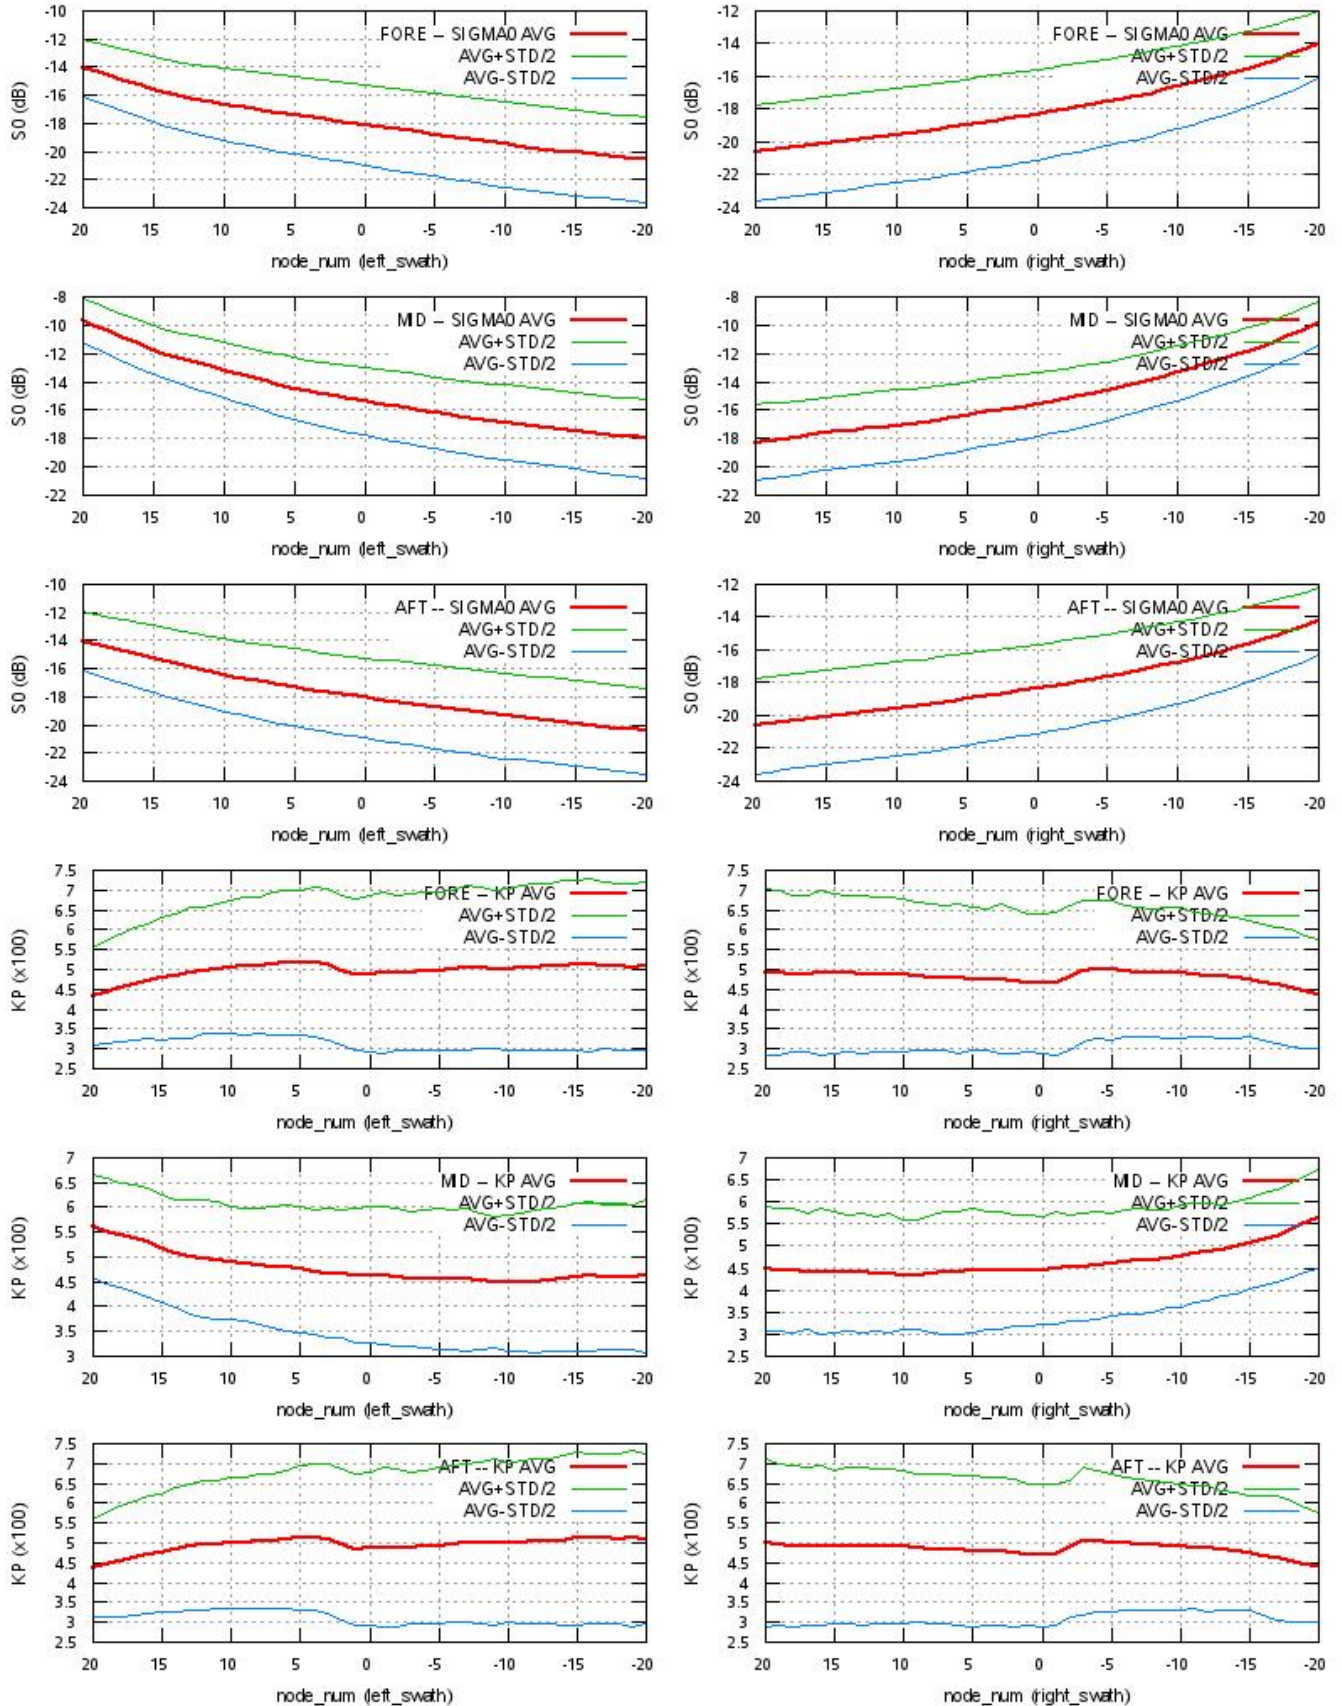 -10
-12
-14
-16
-18
-20
-22
-24
S0 (dB)
FORE -- SIGMA0 AVG
AVG+STD/2
AVG-STD/2
20 15 10 5 0 -5 -10 -15 -20
node_num (left_swath)
-12
-14
-16
-18
-20
-22
-24
S0 (dB)
FORE -- SIGMA0 AVG
AVG+STD/2
AVG-STD/2
20 15 10 5 0 -5 -10 -15 -20
node_num (right_swath)
-8
-10
-12
-14
-16
-18
-20
-22
S0 (dB)
MID -- SIGMA0 AVG
AVG+STD/2
AVG-STD/2
20 15 10 5 0 -5 -10 -15 -20
node_num (left_swath)
-8
-10
-12
-14
-16
-18
-20
-22
S0 (dB)
MID -- SIGMA0 AVG
AVG+STD/2
AVG-STD/2
20 15 10 5 0 -5 -10 -15 -20
node_num (right_swath)
-10
-12
-14
-16
-18
-20
-22
-24
S0 (dB)
AFT -- SIGMA0 AVG
AVG+STD/2
AVG-STD/2
20 15 10 5 0 -5 -10 -15 -20
node_num (left_swath)
-12
-14
-16
-18
-20
-22
-24
S0 (dB)
AFT -- SIGMA0 AVG
AVG+STD/2
AVG-STD/2
20 15 10 5 0 -5 -10 -15 -20
node_num (right_swath)
7.5
7
6.5
6
5.5
5
4.5
4
3.5
3
2.5
KP (x100)
FORE -- KP AVG
AVG+STD/2
AVG-STD/2
20 15 10 5 0 -5 -10 -15 -20
node_num (left_swath)
7.5
7
6.5
6
5.5
5
4.5
4
3.5
3
2.5
KP (x100)
FORE -- KP AVG
AVG+STD/2
AVG-STD/2
20 15 10 5 0 -5 -10 -15 -20
node_num (right_swath)
7
6.5
6
5.5
5
4.5
4
3.5
3
KP (x100)
MID -- KP AVG
AVG+STD/2
AVG-STD/2
20 15 10 5 0 -5 -10 -15 -20
node_num (left_swath)
7
6.5
6
5.5
5
4.5
4
3.5
3
2.5
KP (x100)
MID -- KP AVG
AVG+STD/2
AVG-STD/2
20 15 10 5 0 -5 -10 -15 -20
node_num (right_swath)
7.5
7
6.5
6
5.5
5
4.5
4
3.5
3
2.5
KP (x100)
AFT -- KP AVG
AVG+STD/2
AVG-STD/2
20 15 10 5 0 -5 -10 -15 -20
node_num (left_swath)
7.5
7
6.5
6
5.5
5
4.5
4
3.5
3
2.5
KP (x100)
AFT -- KP AVG
AVG+STD/2
AVG-STD/2
20 15 10 5 0 -5 -10 -15 -20
node_num (right_swath)